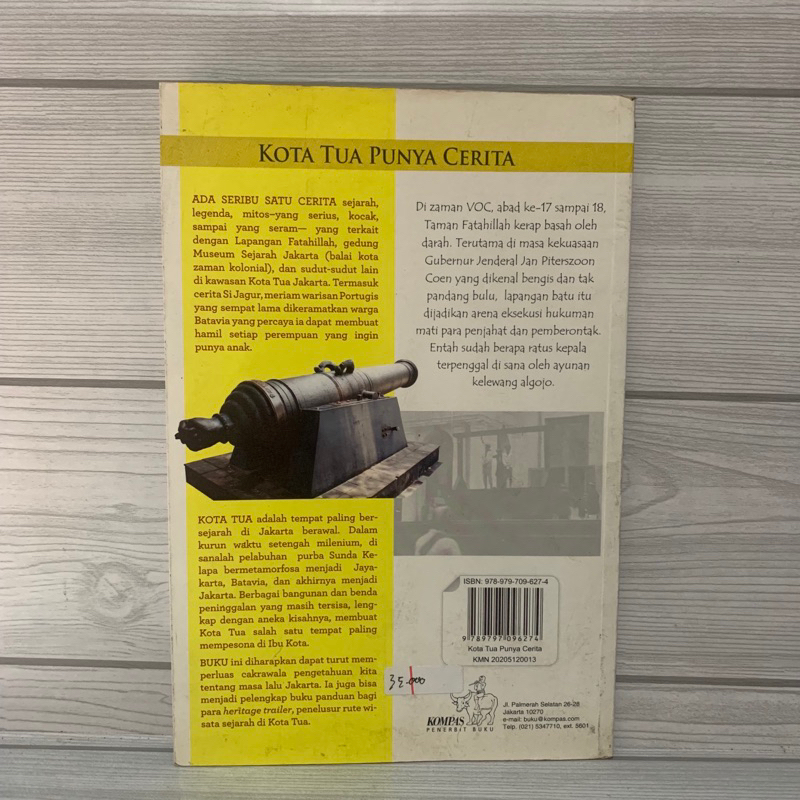 KOTA TUA PUNYA CERITA
ADA SERIBU SATU CERITA sejarah,
legenda, mitos–yang serius, kocak,
sampai yang seram— yang terkait
dengan Lapangan Fatahillah, gedung
Museum Sejarah Jakarta (balai kota
zaman kolonial), dan sudut-sudut lain
di kawasan Kota Tua Jakarta. Termasuk
cerita Si Jagur, meriam warisan Portugis
yang sempat lama dikeramatkan warga
Batavia yang percaya ia dapat membuat
hamil setiap perempuan yang ingin
punya anak.
Di zaman VOC, abad ke-17 sampai 18,
Taman Fatahillah kerap basah oleh
darah. Terutama di masa kekuasaan
Gubernur Jenderal Jan Piterszoon
Coen yang dikenal bengis dan tak
pandang bulu, lapangan batu itu
dijadikan arena eksekusi hukuman
mati para penjahat dan pemberontak.
Entah sudah berapa ratus kepala
terpenggal di sana oleh ayunan
kelewang algojo.
KOTA TUA adalah tempat paling ber-
sejarah di Jakarta berawal. Dalam
kurun waktu setengah milenium, di
sanalah pelabuhan purba Sunda Ke-
lapa bermetamorfosa menjadi Jaya-
karta, Batavia, dan akhirnya menjadi
Jakarta. Berbagai bangunan dan benda
peninggalan yang masih tersisa, leng-
kap dengan aneka kisahnya, membuat
Kota Tua salah satu tempat paling
mempesona di Ibu Kota.
BUKU ini diharapkan dapat turut mem-
perluas cakrawala pengetahuan kita
tentang masa lalu Jakarta. Ia juga bisa
menjadi pelengkap buku panduan bagi
para heritage trailer, penelusur rute wi-
sata sejarah di Kota Tua.
ISBN: 978-979-709-627-4
9 789797 096274
Kota Tua Punya Cerita
KMN 20205120013
35.000
KOMPAS
PENERBIT BUKU
Jl. Palmerah Selatan 26-28
Jakarta 10270
e-mail: buku@kompas.com
Telp. (021) 5347710, ext. 5601